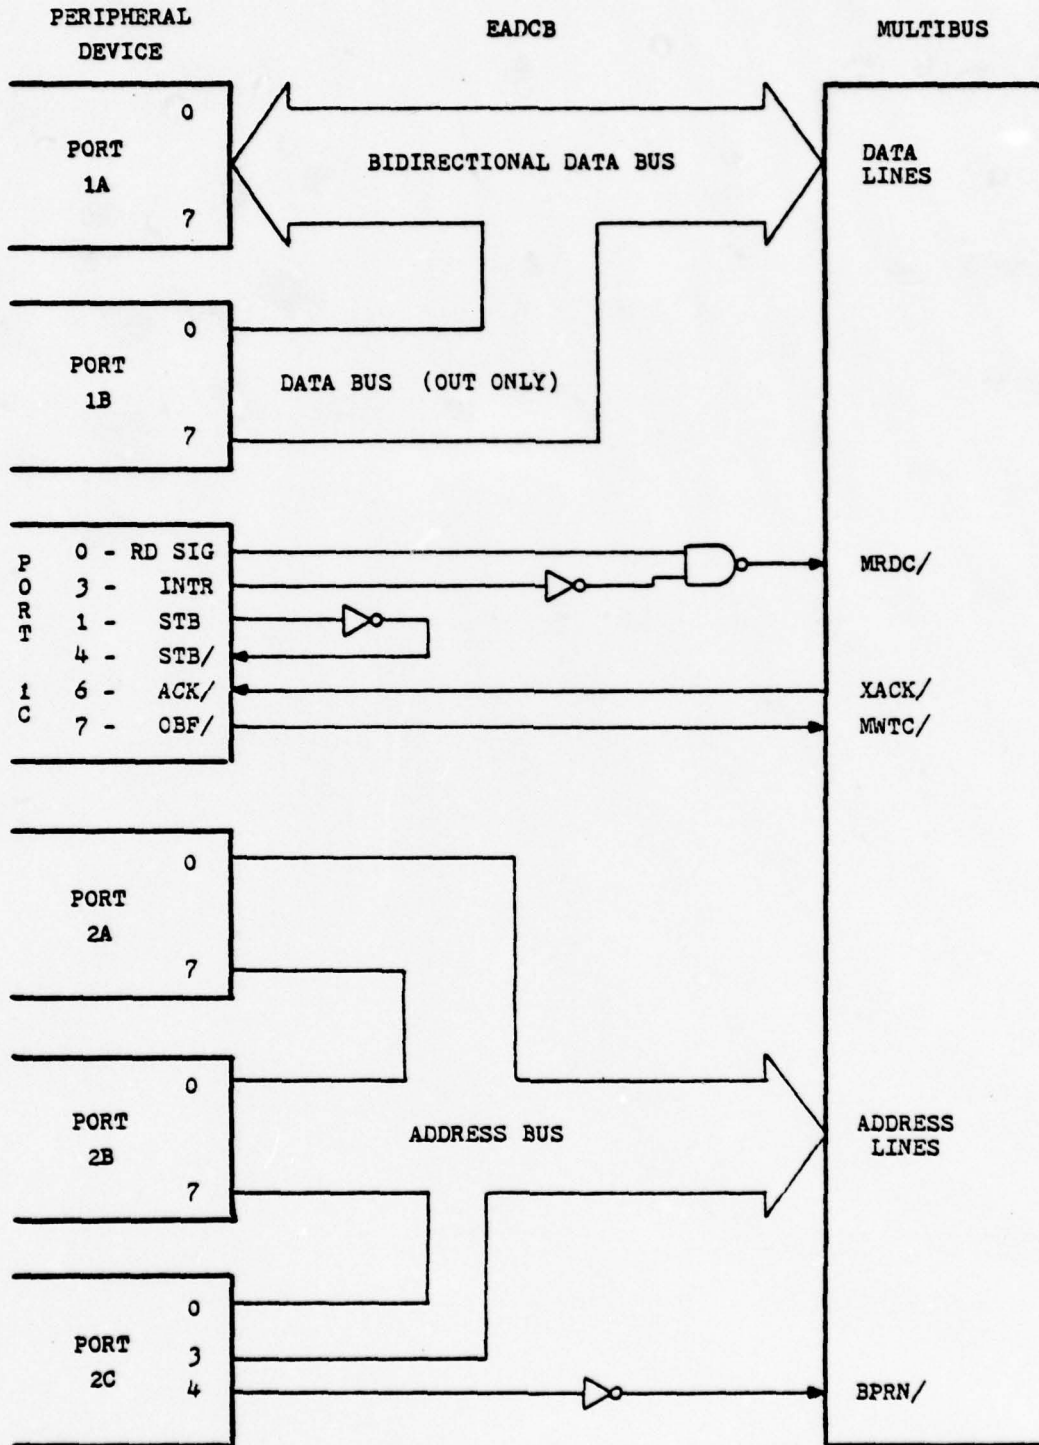 PERIPHERAL
DEVICE
EADCB
MULTIBUS
0
PORT
1A
7
BIDIRECTIONAL DATA BUS
DATA
LINES
0
PORT
1B
7
DATA BUS (OUT ONLY)
PORT
1C
0 - RD SIG
3 - INTR
1 - STB
4 - STB/
6 - ACK/
7 - OBF/
MRDC/
XACK/
MWTC/
0
PORT
2A
7
0
PORT
2B
7
ADDRESS BUS
ADDRESS
LINES
0
PORT
3
2C
4
BPRN/